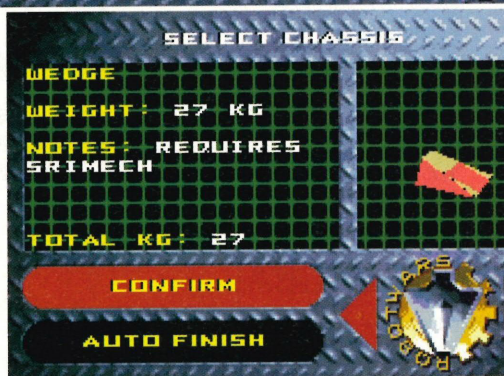 SELECT CHASSIS
WEDGE
WEIGHT: 27 KG
NOTES: REQUIRES
SRIMECH
TOTAL KG: 27
CONFIRM
AUTO FINISH
ROBOT WARS